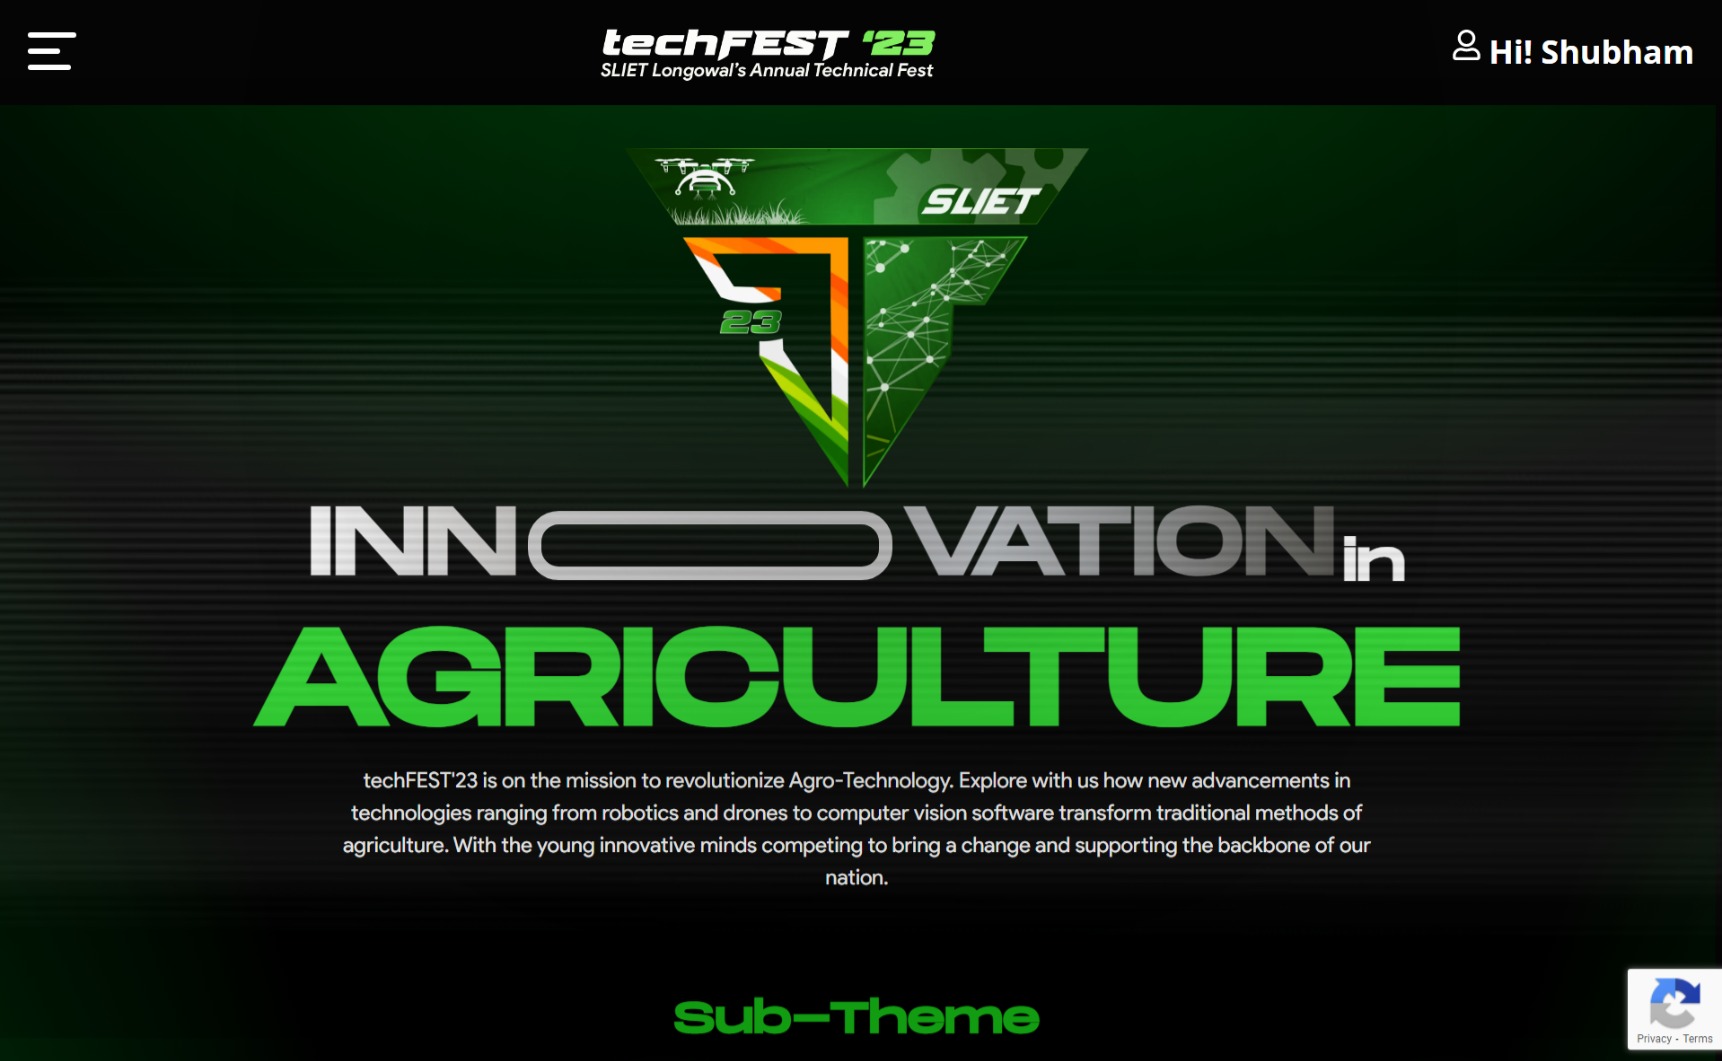 techFEST '23
SLIET Longowal's Annual Technical Fest
Hi! Shubham
SLIET
23
INNOVATION in
AGRICULTURE
techFEST'23 is on the mission to revolutionize Agro-Technology. Explore with us how new advancements in
technologies ranging from robotics and drones to computer vision software transform traditional methods of
agriculture. With the young innovative minds competing to bring a change and supporting the backbone of our
nation.
Sub-Theme
Privacy - Terms